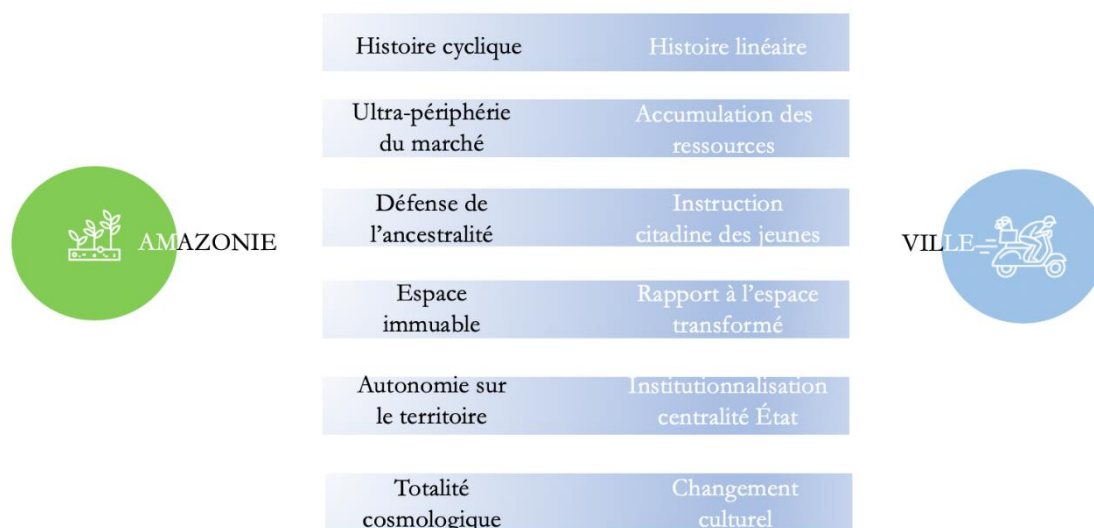 Histoire cyclique
Histoire linéaire
Ultra-périphérie
du marché
Accumulation des
ressources
Défense de
l’ancestralité
Instruction
citadine des jeunes
AMAZONIE
VILLE
Espace
immuable
Rapport à l’espace
transformé
Autonomie sur
le territoire
Institutionnalisation
centralité État
Totalité
cosmologique
Changement
culturel